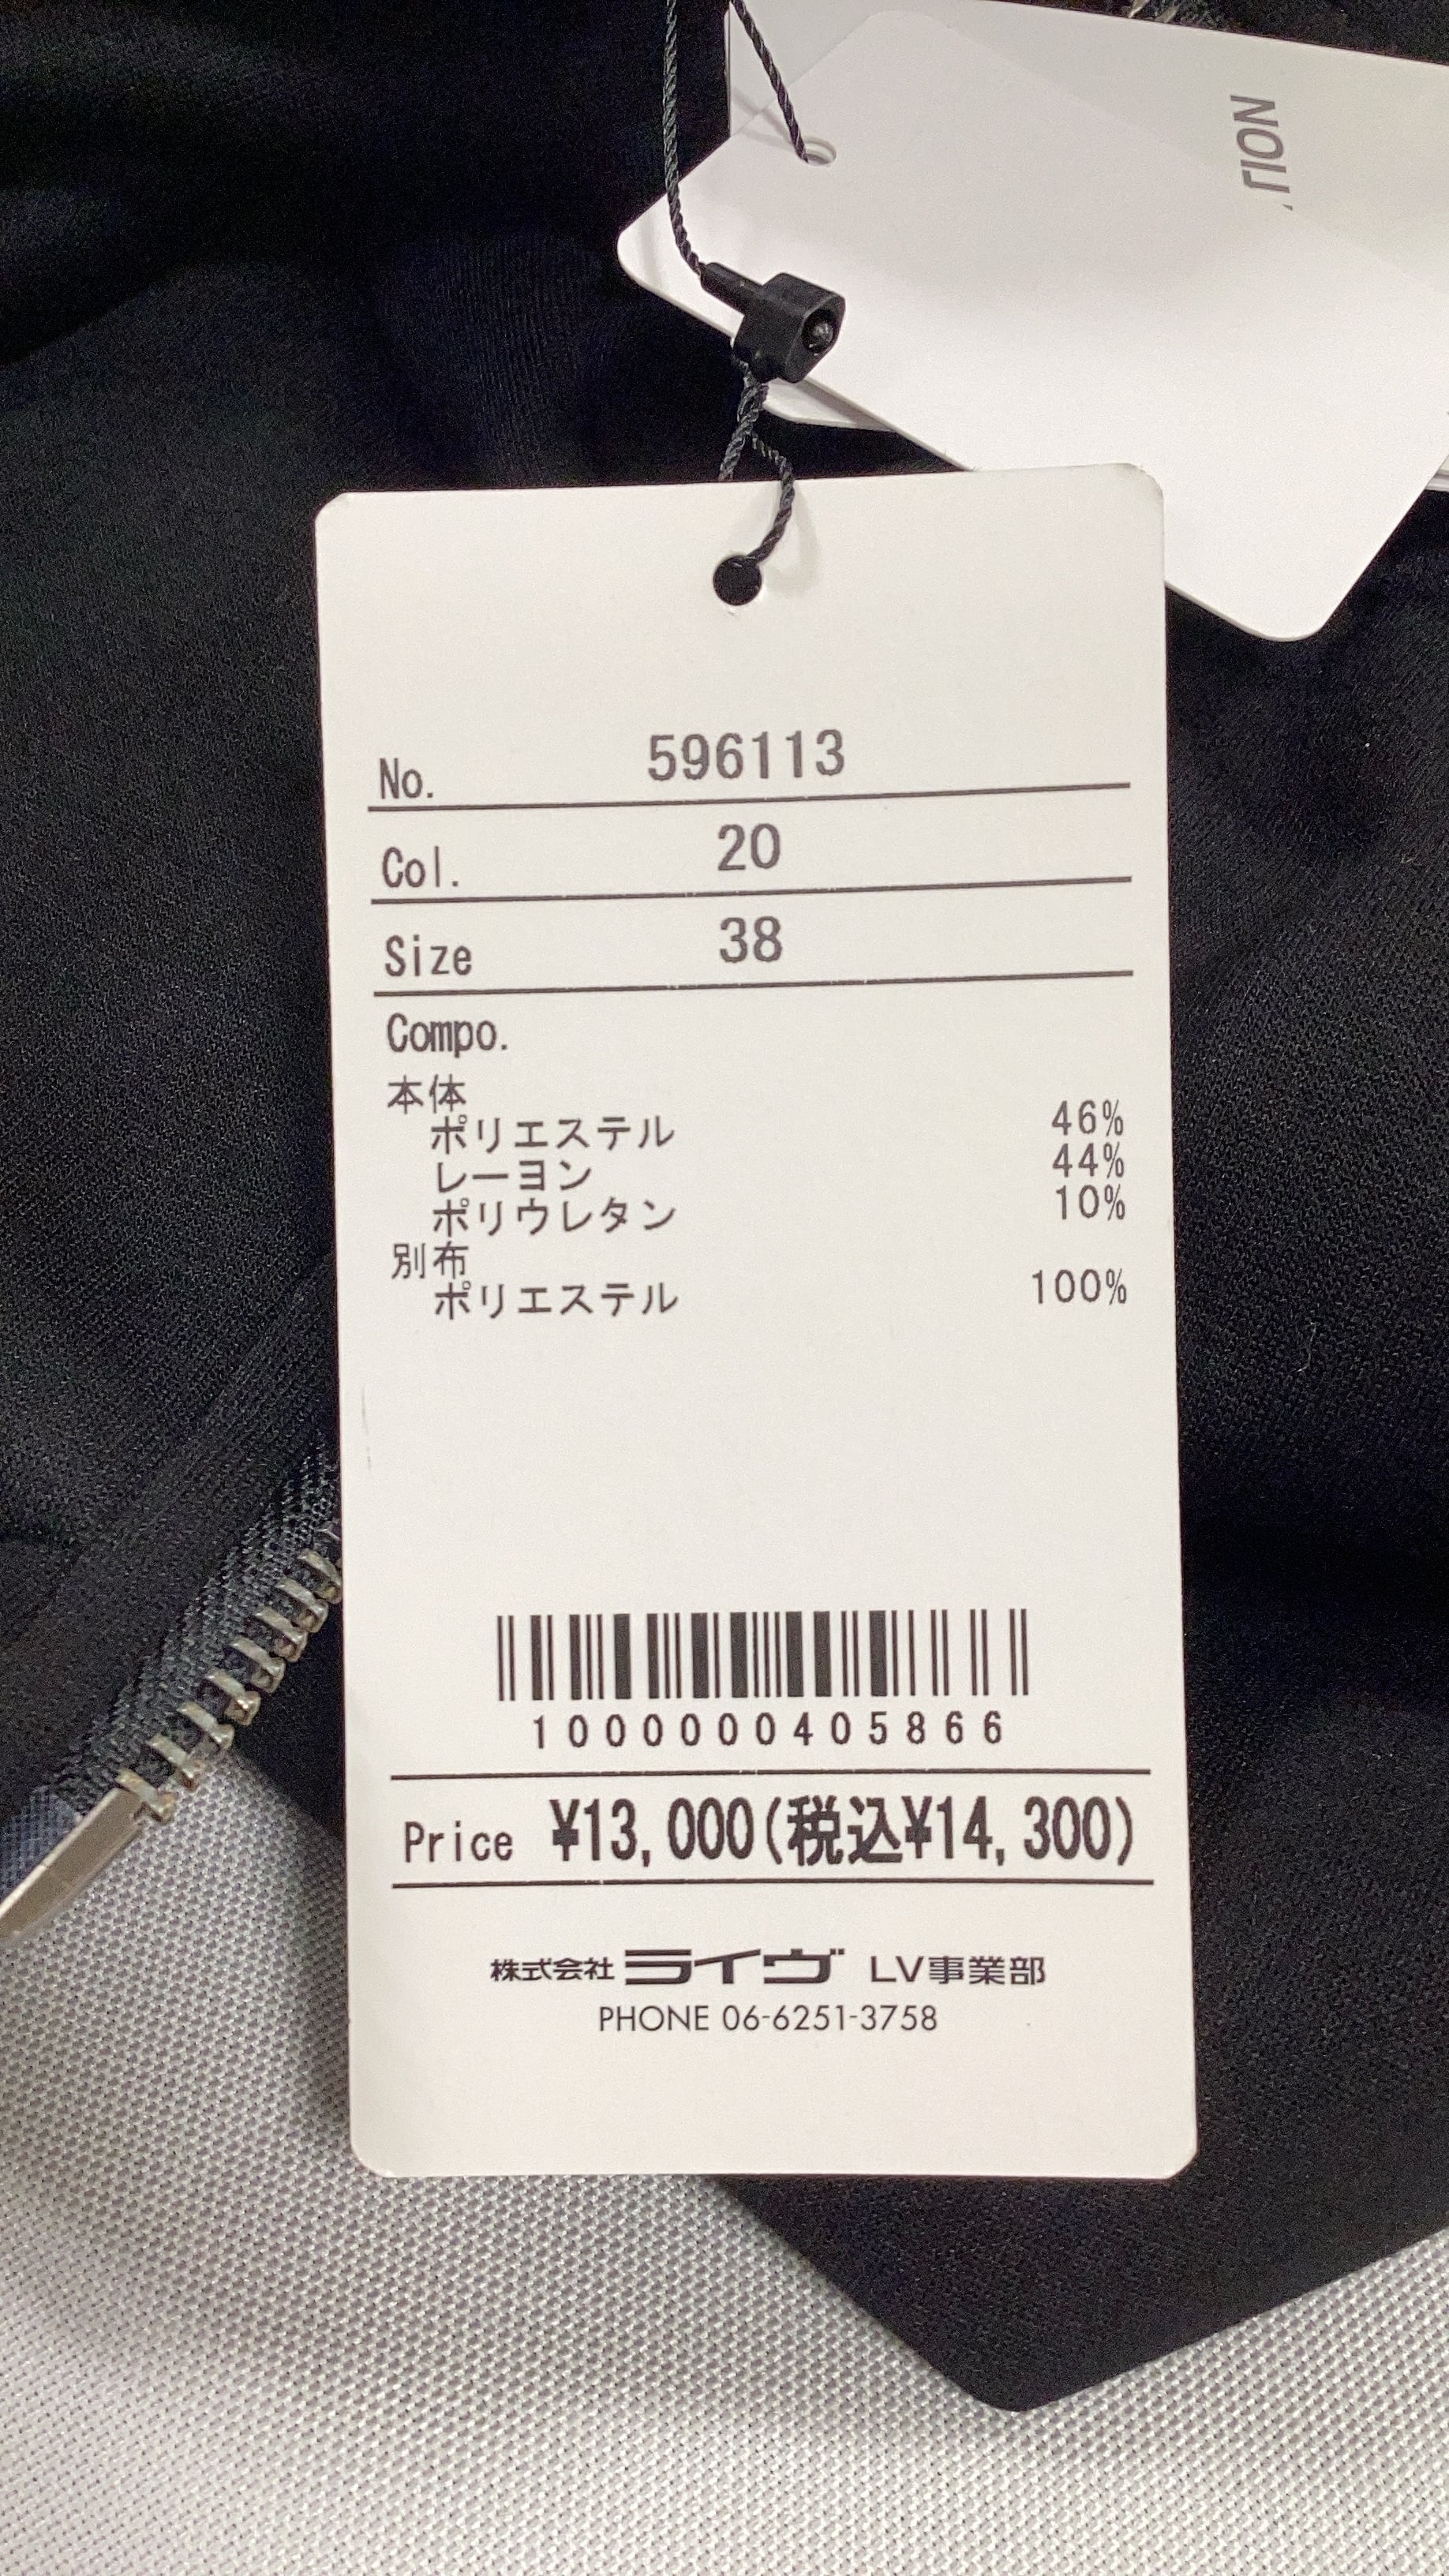 TION
No. 596113
Col. 20
Size 38
Compo.
本体
ポリエステル 46%
レーヨン 44%
ポリウレタン 10%
別布
ポリエステル 100%
1000000405866
Price ¥13,000(税込¥14,300)
株式会社 ライヴ LV事業部
PHONE 06-6251-3758